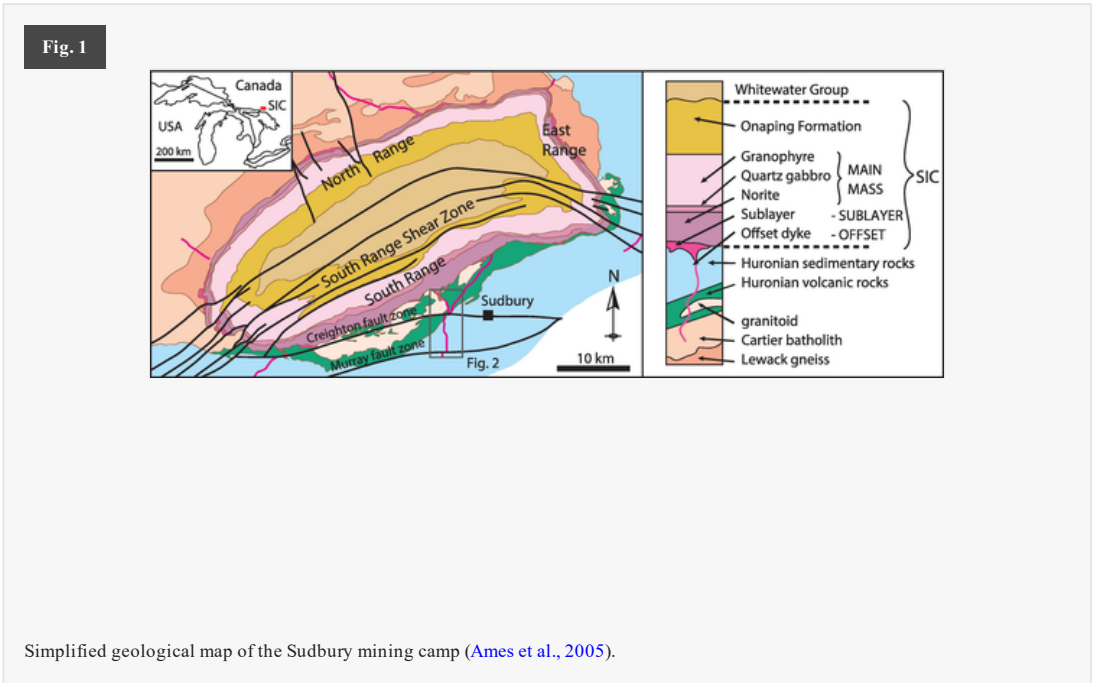 Fig. 1
Canada
SIC
USA
200 km
North Range
East
Range
South Range Shear Zone
South Range
Creighton fault zone
Murray fault zone
Sudbury
N
Fig. 2
10 km
Whitewater Group
Onaping Formation
Granophyre
Quartz gabbro
MAIN
MASS
Norite
SIC
Sublayer
- SUBLAYER
Offset dyke
- OFFSET
Huronian sedimentary rocks
Huronian volcanic rocks
granitoid
Cartier batholith
Lewack gneiss
Simplified geological map of the Sudbury mining camp (Ames et al., 2005).